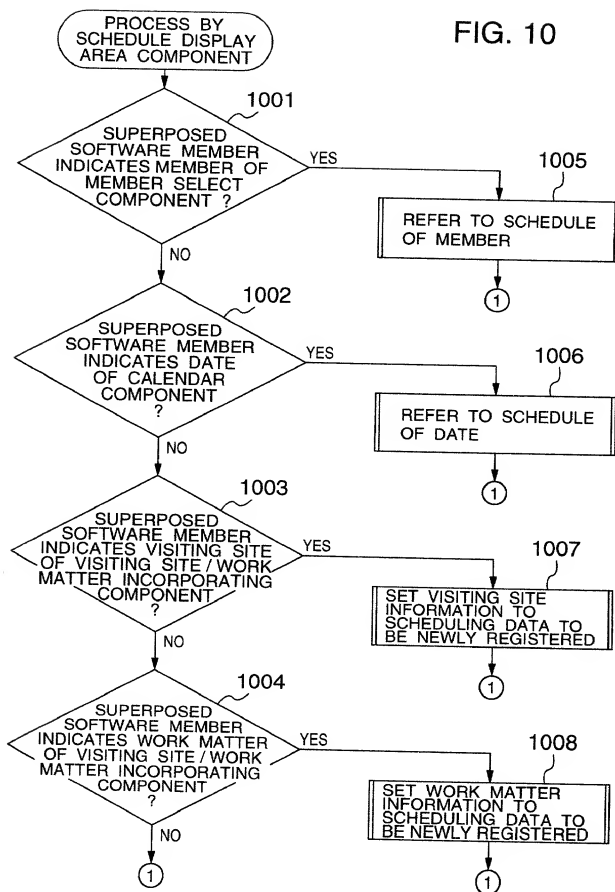 PROCESS BY
SCHEDULE DISPLAY
AREA COMPONENT
FIG. 10
1001
SUPERPOSED
SOFTWARE MEMBER
INDICATES MEMBER OF
MEMBER SELECT
COMPONENT ?
YES
1005
REFER TO SCHEDULE
OF MEMBER
1
NO
1002
SUPERPOSED
SOFTWARE MEMBER
INDICATES DATE
OF CALENDAR
COMPONENT
?
YES
1006
REFER TO SCHEDULE
OF DATE
1
NO
1003
SUPERPOSED
SOFTWARE MEMBER
INDICATES VISITING SITE
OF VISITING SITE / WORK
MATTER INCORPORATING
COMPONENT
?
YES
1007
SET VISITING SITE
INFORMATION TO
SCHEDULING DATA TO
BE NEWLY REGISTERED
1
NO
1004
SUPERPOSED
SOFTWARE MEMBER
INDICATES WORK MATTER
OF VISITING SITE / WORK
MATTER INCORPORATING
COMPONENT
?
YES
1008
SET WORK MATTER
INFORMATION TO
SCHEDULING DATA TO
BE NEWLY REGISTERED
1
NO
1